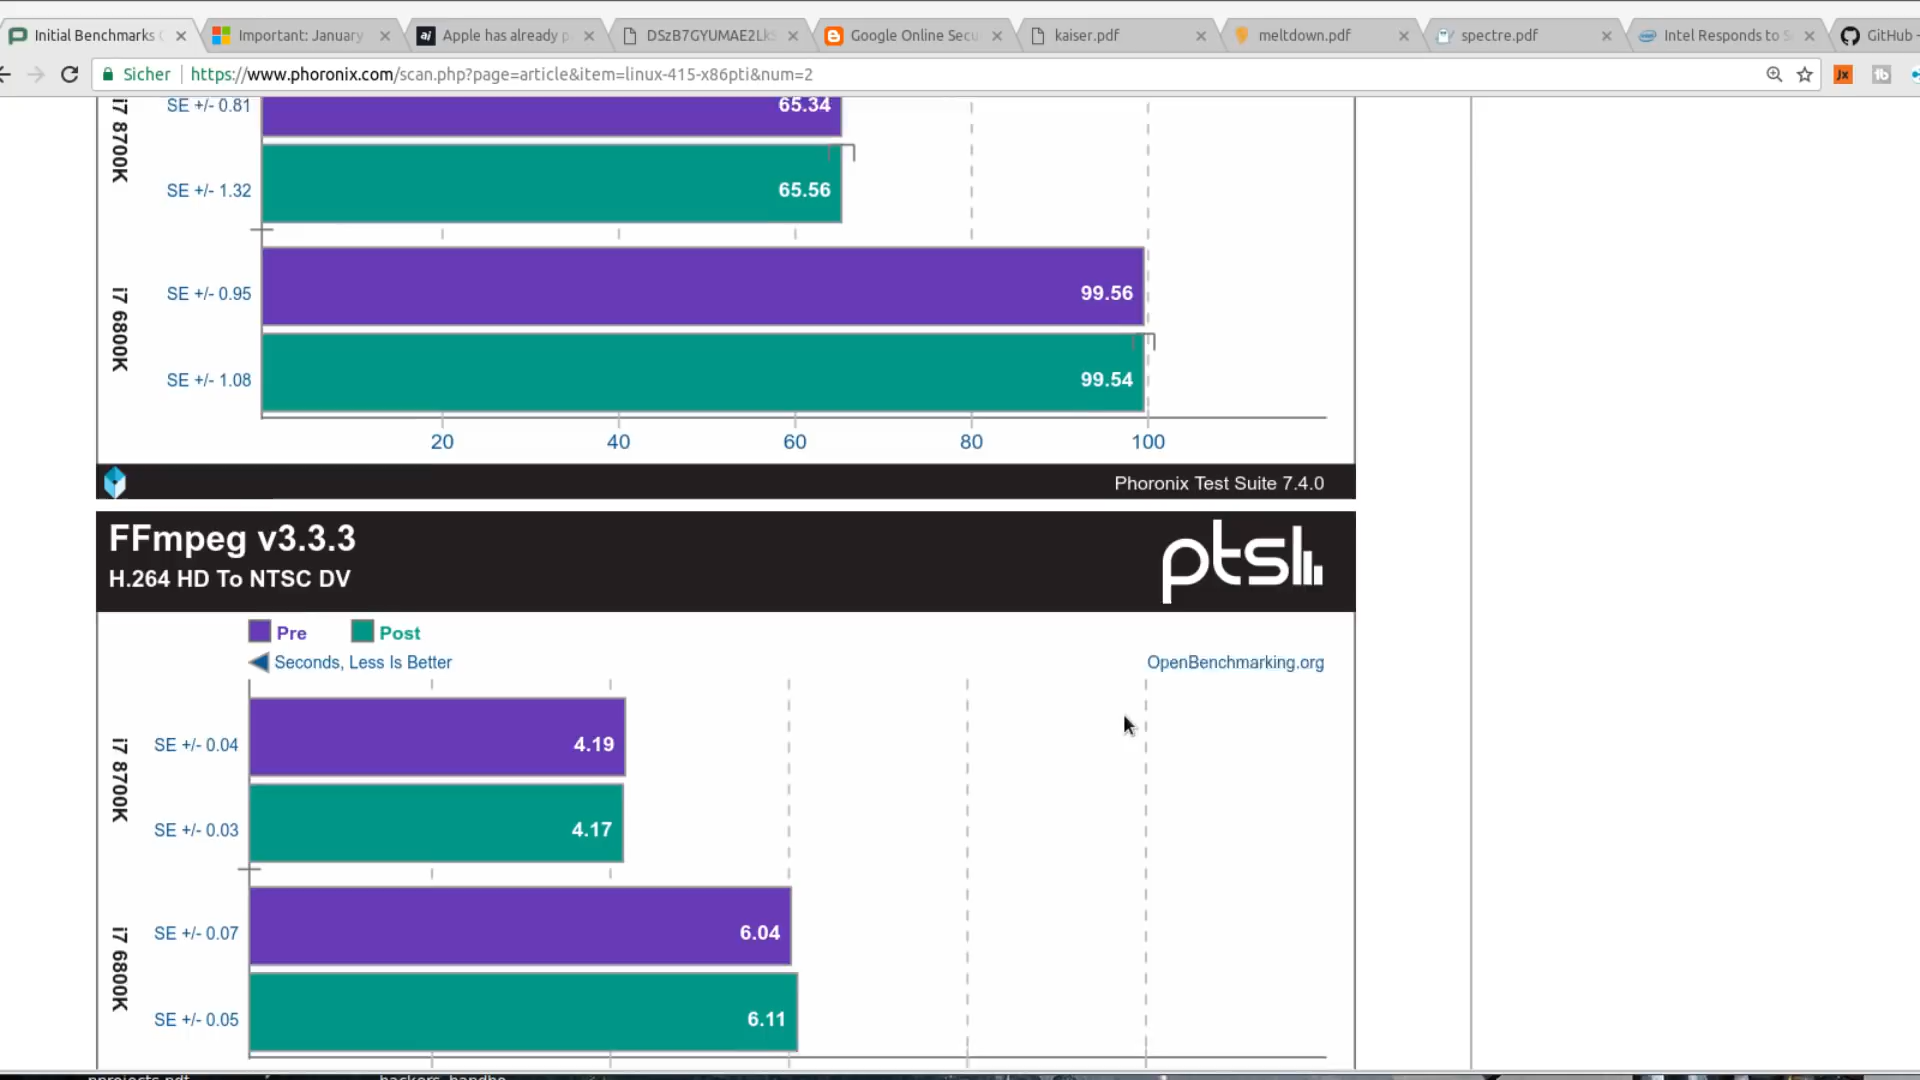 Initial Benchmarks
Important: January
Apple has already p
DSzB7GYUMAE2Lk
Google Online Secu
kaiser.pdf
meltdown.pdf
spectre.pdf
Intel Responds to S
GitHub -
Sicher
https://www.phoronix.com/scan.php?page=article&item=linux-415-x86pti&num=2
i7 8700K
SE +/- 0.81
65.34
SE +/- 1.32
65.56
i7 6800K
SE +/- 0.95
99.56
SE +/- 1.08
99.54
20 40 60 80 100
Phoronix Test Suite 7.4.0
FFmpeg v3.3.3
H.264 HD To NTSC DV
ptsl
Pre Post
Seconds, Less Is Better
OpenBenchmarking.org
i7 8700K
SE +/- 0.04
4.19
SE +/- 0.03
4.17
i7 6800K
SE +/- 0.07
6.04
SE +/- 0.05
6.11